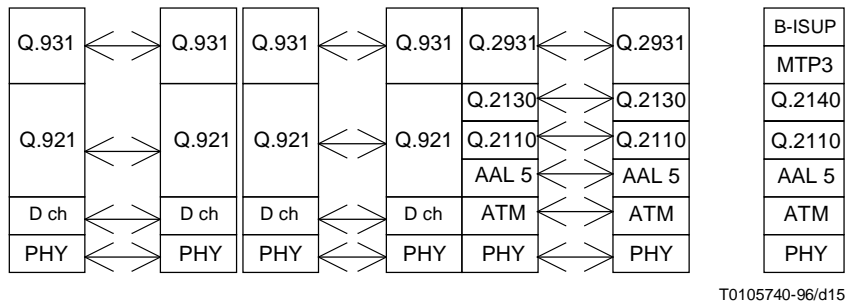 B-ISUP
Q.931 Q.931 Q.931 Q.931 Q.2931 Q.2931
MTP3
Q.2130 Q.2130 Q.2140
Q.921 Q.921 Q.921 Q.921 Q.2110 Q.2110 Q.2110
AAL 5 AAL 5 AAL 5
D ch D ch D ch D ch ATM ATM ATM
PHY PHY PHY PHY PHY PHY PHY
T0105740-96/d15